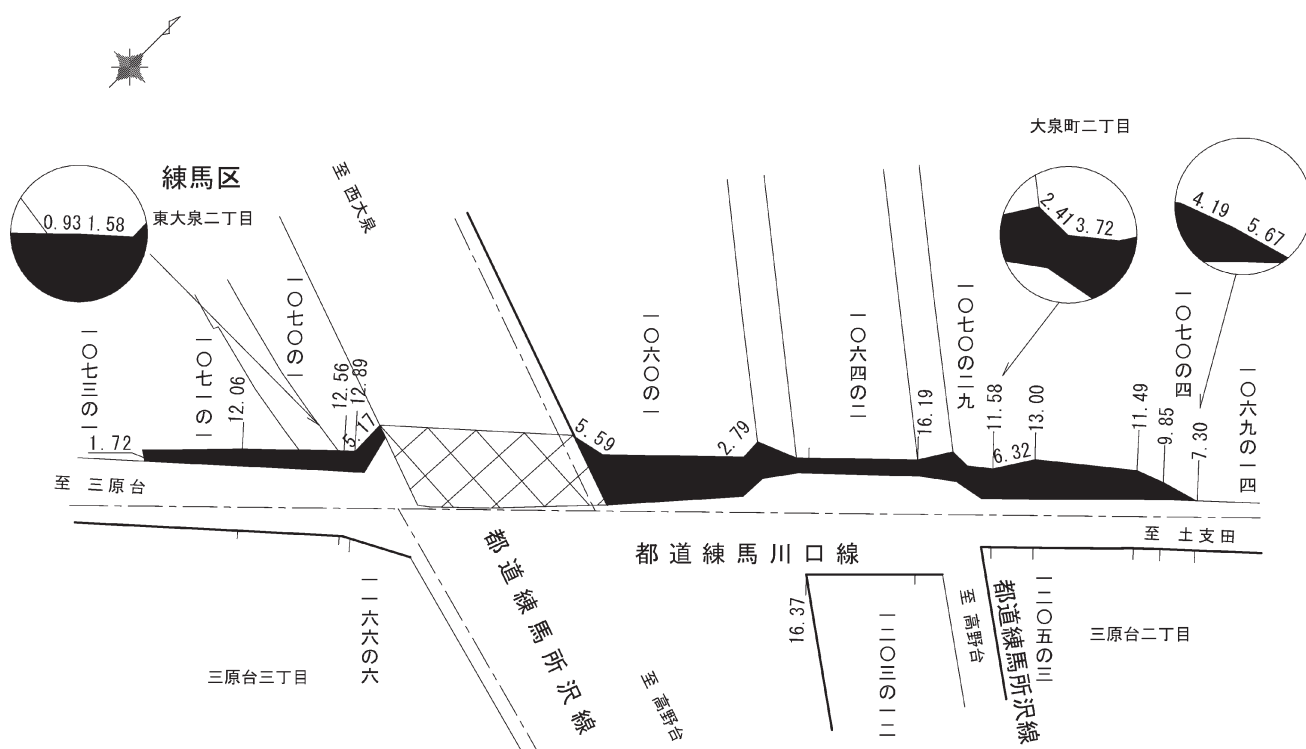 大泉町二丁目
練馬区
東大泉二丁目
0.93
1.58
2.41
3.72
4.19
5.67
至 西大泉
一〇七三の一
一〇七一の一
一〇七〇の一
一〇六〇の一
一〇六四の二
一〇七〇の二九
一〇七〇の四
一〇六九の一四
1.72
12.06
12.56
12.89
5.17
5.59
2.79
16.19
11.58
6.32
13.00
11.49
9.85
7.30
至 三原台
至 土支田
都道練馬川口線
都道練馬所沢線
都道練馬所沢線
16.37
一一六六の六
一二〇三の一二
一二〇五の三
至 高野台
至 高野台
三原台三丁目
三原台二丁目